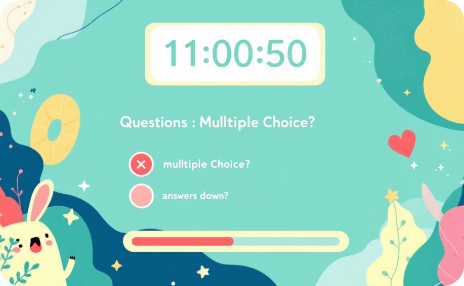 11:00:50
Questions : Mulltiple Choice?
mulltiple Choice?
answers down?